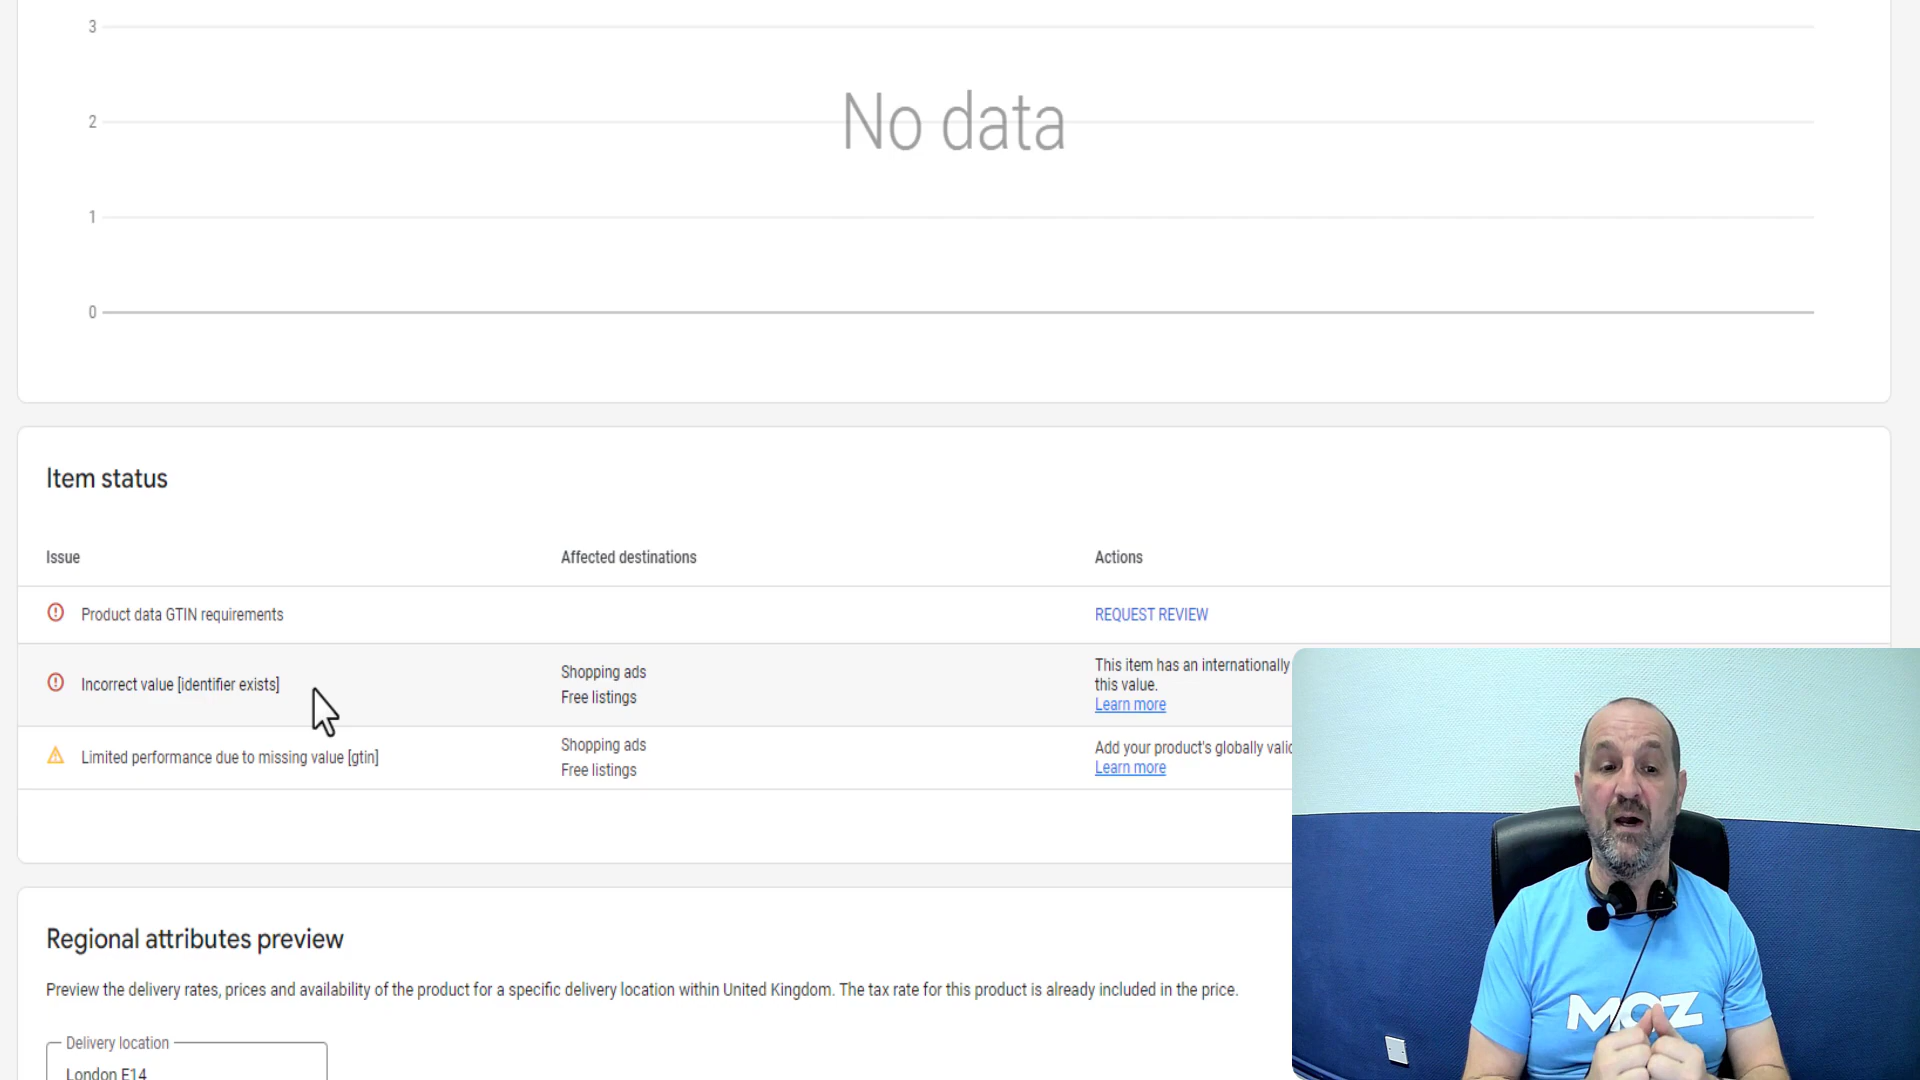 3
2
No data
1
0
Item status
Issue Affected destinations Actions
Product data GTIN requirements REQUEST REVIEW
Incorrect value [identifier exists]
Shopping ads
Free listings
This item has an internationally
this value.
Learn more
Limited performance due to missing value [gtin]
Shopping ads
Free listings
Add your product's globally
Learn more
Regional attributes preview
Preview the delivery rates, prices and availability of the product for a specific delivery location within United Kingdom. The tax rate for this product is already included in the price.
Delivery location
London E14
MOZ